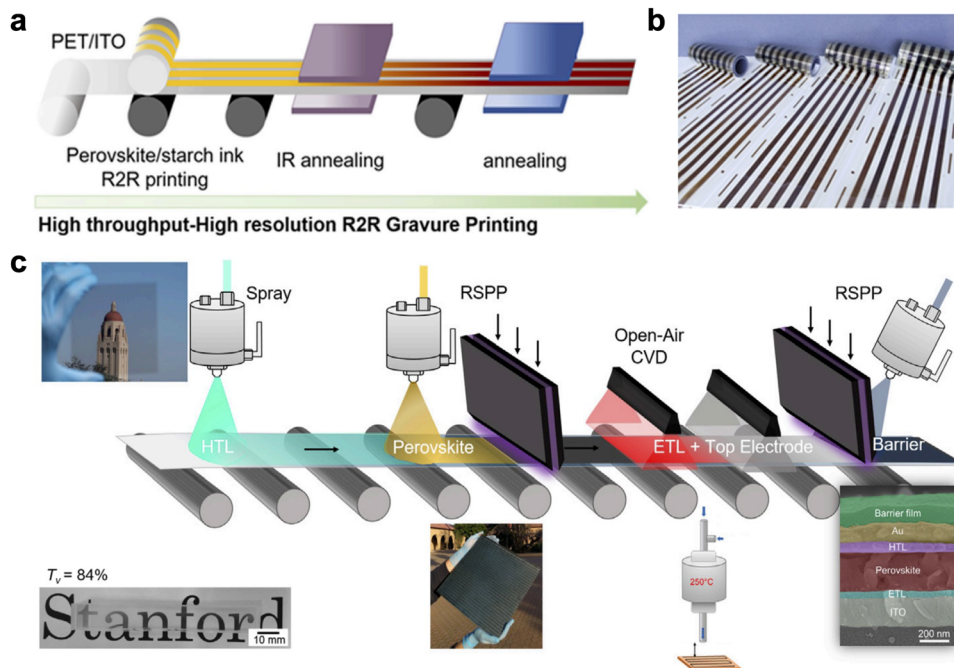 a
PET/ITO
Perovskite/starch ink
R2R printing
IR annealing
annealing
High throughput-High resolution R2R Gravure Printing
b
c
Spray
RSPP
Open-Air
CVD
RSPP
HTL
Perovskite
ETL + Top Electrode
Barrier
Tv = 84%
Stanford
10 mm
250°C
Barrier film
Au
HTL
Perovskite
ETL
ITO
200 nm